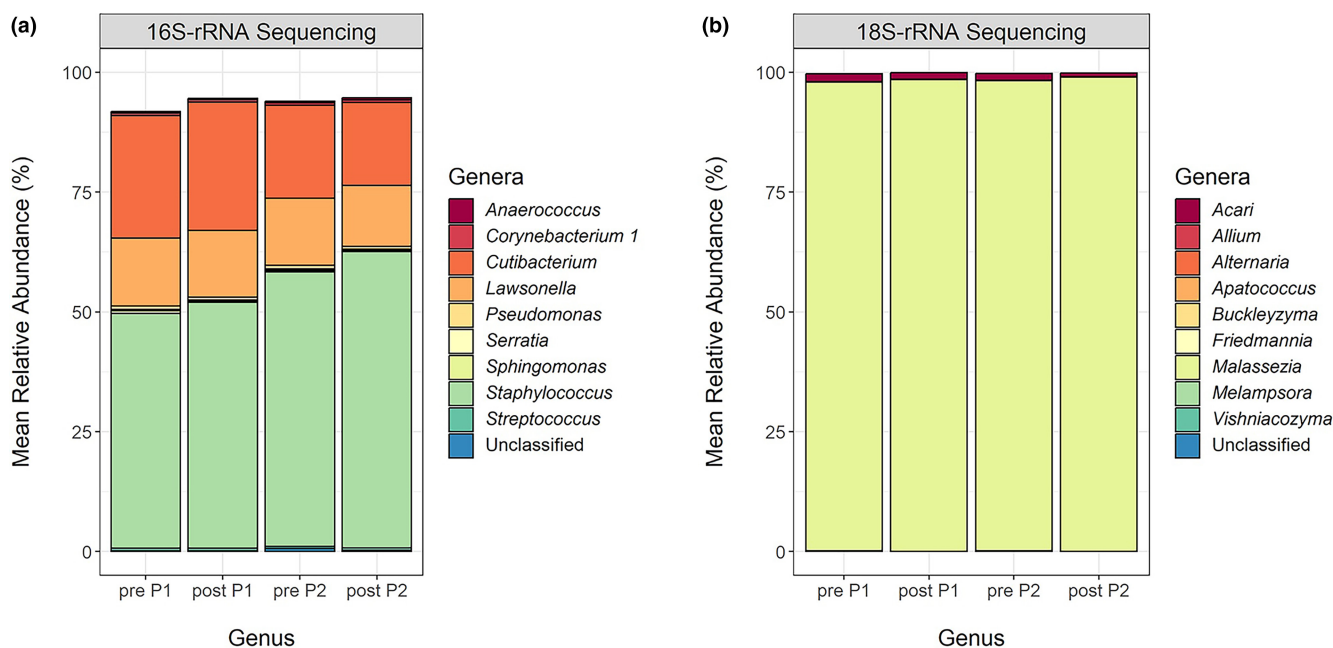 (a)
16S-rRNA Sequencing
Mean Relative Abundance (%)
100
75
50
25
0
pre P1 post P1 pre P2 post P2
Genus
Genera
Anaerococcus
Corynebacterium 1
Cutibacterium
Lawsonella
Pseudomonas
Serratia
Sphingomonas
Staphylococcus
Streptococcus
Unclassified
(b)
18S-rRNA Sequencing
Mean Relative Abundance (%)
100
75
50
25
0
pre P1 post P1 pre P2 post P2
Genus
Genera
Acari
Allium
Alternaria
Apatococcus
Buckleyzyma
Friedmannia
Malassezia
Melampsora
Vishniacozyma
Unclassified